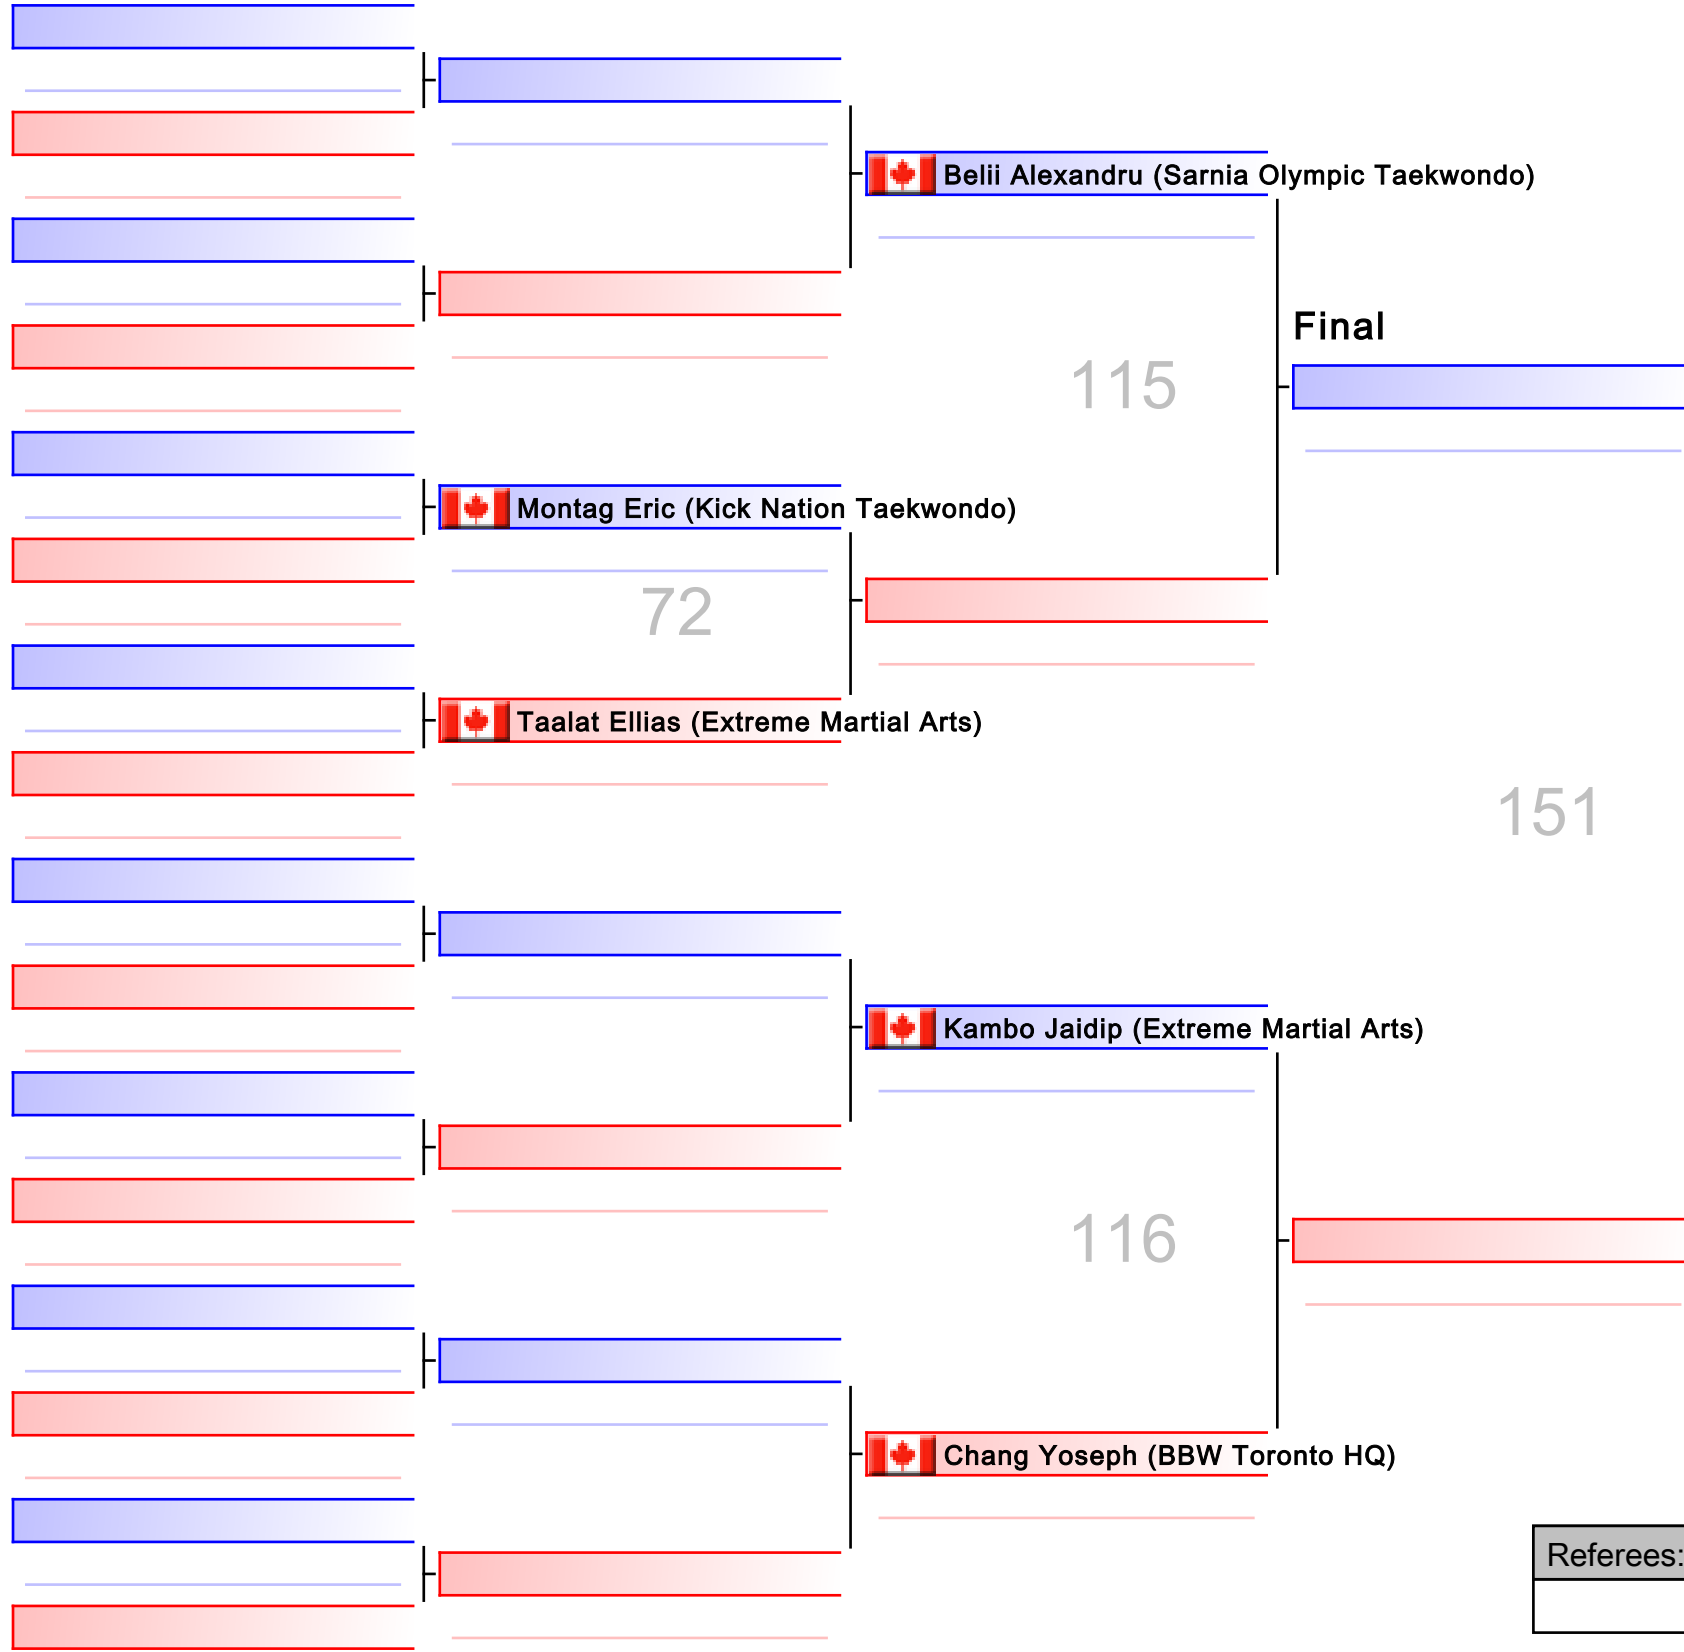 Belii Alexandru (Sarnia Olympic Taekwondo)
Final
115
Montag Eric (Kick Nation Taekwondo)
72
Taalat Ellias (Extreme Martial Arts)
151
Kambo Jaidip (Extreme Martial Arts)
116
Chang Yoseph (BBW Toronto HQ)
Referees: